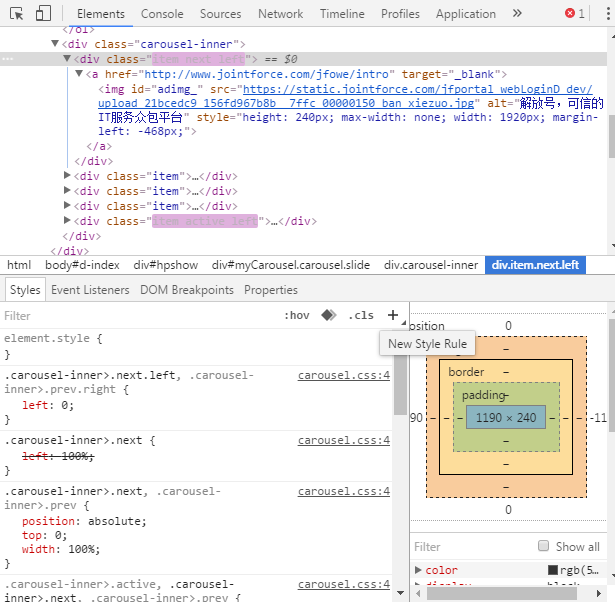 Elements Console Sources Network Timeline Profiles Application » 1
</ol>
▼<div class="carousel-inner">
▼<div class="item next left"> == $0
▼<a href="http://www.jointforce.com/jfowe/intro" target="_blank">
<img id="adimg_" src="https://static.jointforce.com/jfportal_webLoginD_dev/
upload_21bcedc9_156fd967b8b__7ffc_00000150_ban_xiezuo.jpg" alt="解放号，可信的
IT服务众包平台" style="height: 240px; max-width: none; width: 1920px; margin-
left: -468px;">
</a>
</div>
▶<div class="item">…</div>
▶<div class="item">…</div>
▶<div class="item">…</div>
▶<div class="item active left">…</div>
</div>
</div>
html body#d-index div#hpshow div#myCarousel.carousel.slide div.carousel-inner div.item.next.left
Styles Event Listeners DOM Breakpoints Properties
Filter :hov .cls +
New Style Rule
element.style {
}
.carousel-inner>.next.left, .carousel- carousel.css:4
inner>.prev.right {
left: 0;
}
.carousel-inner>.next { carousel.css:4
left: 100%;
}
.carousel-inner>.next, .carousel- carousel.css:4
inner>.prev {
position: absolute;
top: 0;
width: 100%;
}
.carousel-inner>.active, .carousel- carousel.css:4
inner>.next, .carousel-inner>.prev {
osition 0
–
border –
padding –
90 – – – 1190 × 240 – – – -11
–
–
–
0
Filter Show all
▶ color rgb(5…
▶ display block